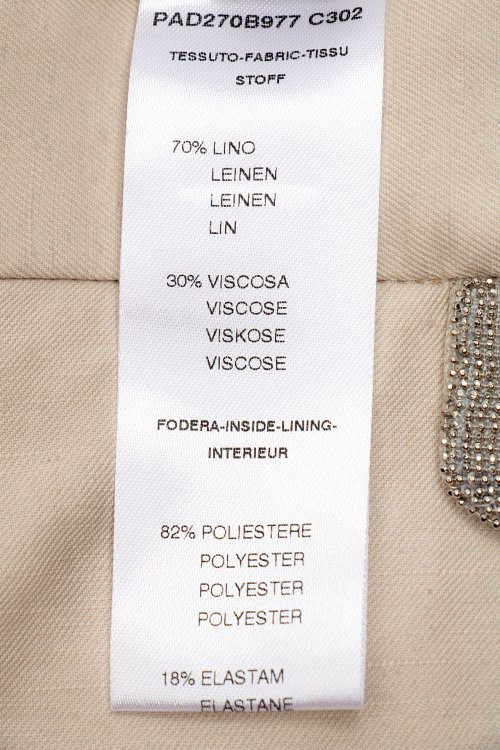 PAD270B977 C302
TESSUTO-FABRIC-TISSU
STOFF
70% LINO
LEINEN
LEINEN
LIN
30% VISCOSA
VISCOSE
VISKOSE
VISCOSE
FODERA-INSIDE-LINING-
INTERIEUR
82% POLIESTERE
POLYESTER
POLYESTER
POLYESTER
18% ELASTAM
ELASTANE